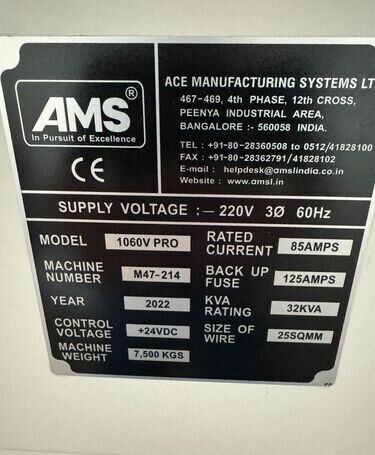 AMS®
In Pursuit of Excellence
CE
ACE MANUFACTURING SYSTEMS LT
467-469, 4th PHASE, 12th CROSS,
PEENYA INDUSTRIAL AREA,
BANGALORE :- 560058 INDIA.
TEL : +91-80-28360508 to 0512/41828100
FAX : +91-80-28362791/41828102
E-mail : helpdesk@amslindia.co.in
Website : www.amsl.in
SUPPLY VOLTAGE :— 220V 3Ø 60Hz
MODEL 1060V PRO
MACHINE NUMBER M47-214
YEAR 2022
CONTROL VOLTAGE +24VDC
MACHINE WEIGHT 7,500 KGS
RATED CURRENT 85AMPS
BACK UP FUSE 125AMPS
KVA RATING 32KVA
SIZE OF WIRE 25SQMM